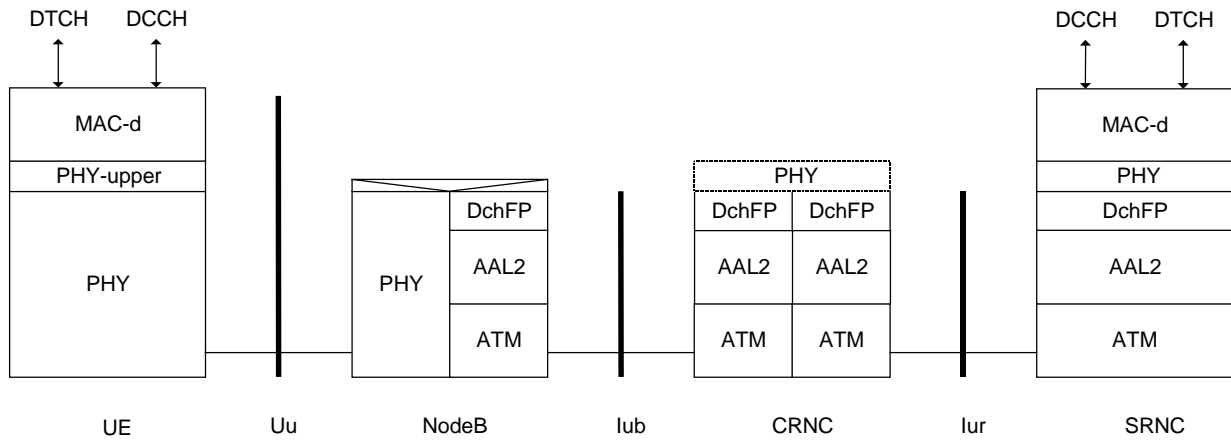 DTCH DCCH DCCH DTCH
MAC-d MAC-d
PHY-upper PHY PHY
DchFP DchFP DchFP DchFP
PHY PHY AAL2 AAL2 AAL2 AAL2
ATM ATM ATM ATM
UE Uu NodeB Iub CRNC Iur SRNC